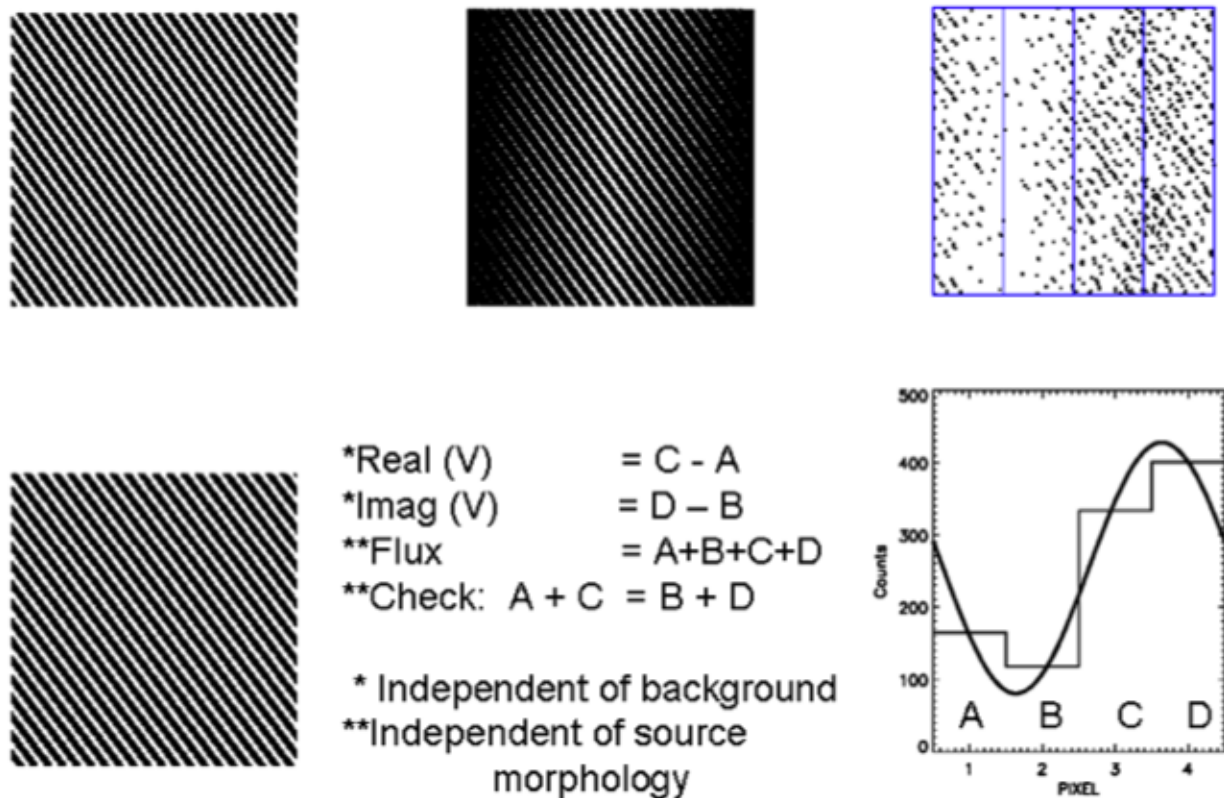 *Real (V) = C - A
*Imag (V) = D – B
**Flux = A+B+C+D
**Check: A + C = B + D
* Independent of background
**Independent of source
morphology
500
400
300
200
100
0
Counts
A B C D
1 2 3 4
PIXEL